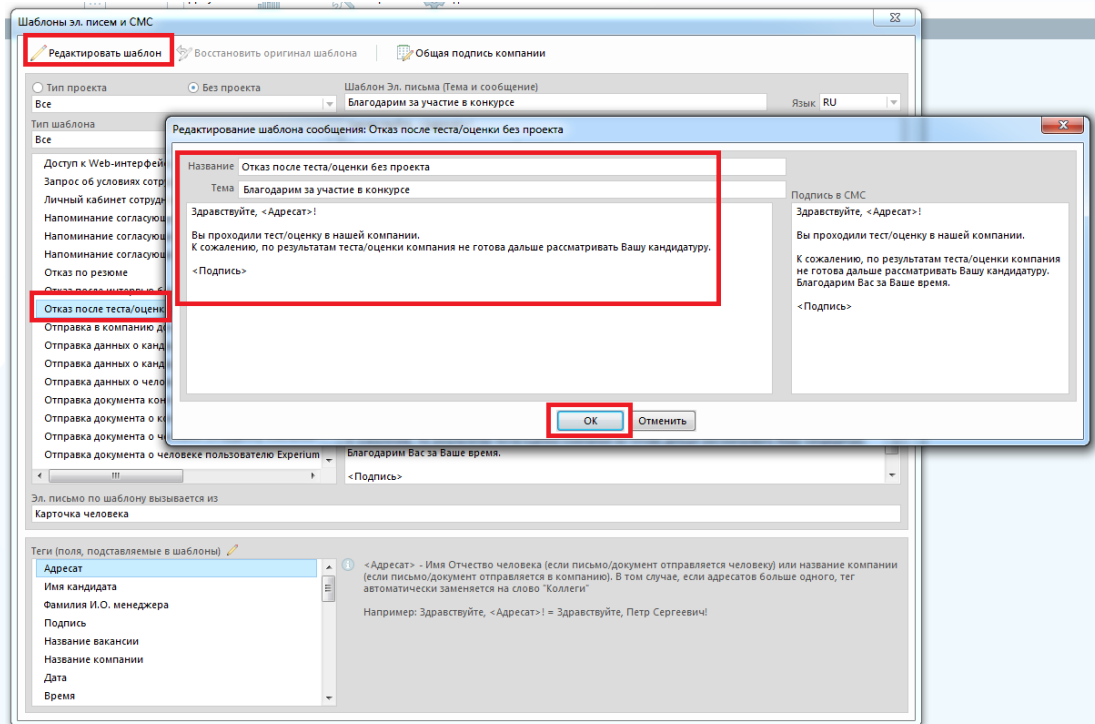 Шаблоны эл. писем и СМС
Редактировать шаблон
Восстановить оригинал шаблона
Общая подпись компании
Тип проекта
Без проекта
Шаблон Эл. письма (Тема и сообщение)
Все
Благодарим за участие в конкурсе
Язык RU
Тип шаблона
Все
Редактирование шаблона сообщения: Отказ после теста/оценки без проекта
Доступ к Web-интерфей
Запрос об условиях сотр
Личный кабинет сотрудн
Напоминание согласующ
Напоминание согласующ
Напоминание согласующ
Отказ по резюме
Отказ после интервью б
Отказ после теста/оценк
Отправка в компанию до
Отправка данных о канд
Отправка данных о канд
Отправка данных о чело
Отправка документа кон
Отправка документа о ка
Отправка документа о че
Отправка документа о человеке пользователю Experium
Название Отказ после теста/оценки без проекта
Тема Благодарим за участие в конкурсе
Здравствуйте, <Адресат>!
Вы проходили тест/оценку в нашей компании.
К сожалению, по результатам теста/оценки компания не готова дальше рассматривать Вашу кандидатуру.
<Подпись>
Подпись в СМС
Здравствуйте, <Адресат>!
Вы проходили тест/оценку в нашей компании.
К сожалению, по результатам теста/оценки компания
не готова дальше рассматривать Вашу кандидатуру.
Благодарим Вас за Ваше время.
<Подпись>
ОК
Отменить
Благодарим Вас за Ваше время.
<Подпись>
Эл. письмо по шаблону вызывается из
Карточка человека
Теги (поля, подставляемые в шаблоны)
Адресат
Имя кандидата
Фамилия И.О. менеджера
Подпись
Название вакансии
Название компании
Дата
Время
<Адресат> - Имя Отчество человека (если письмо/документ отправляется человеку) или название компании
(если письмо/документ отправляется в компанию). В том случае, если адресатов больше одного, тег
автоматически заменяется на слово "Коллеги"
Например: Здравствуйте, <Адресат>! = Здравствуйте, Петр Сергеевич!